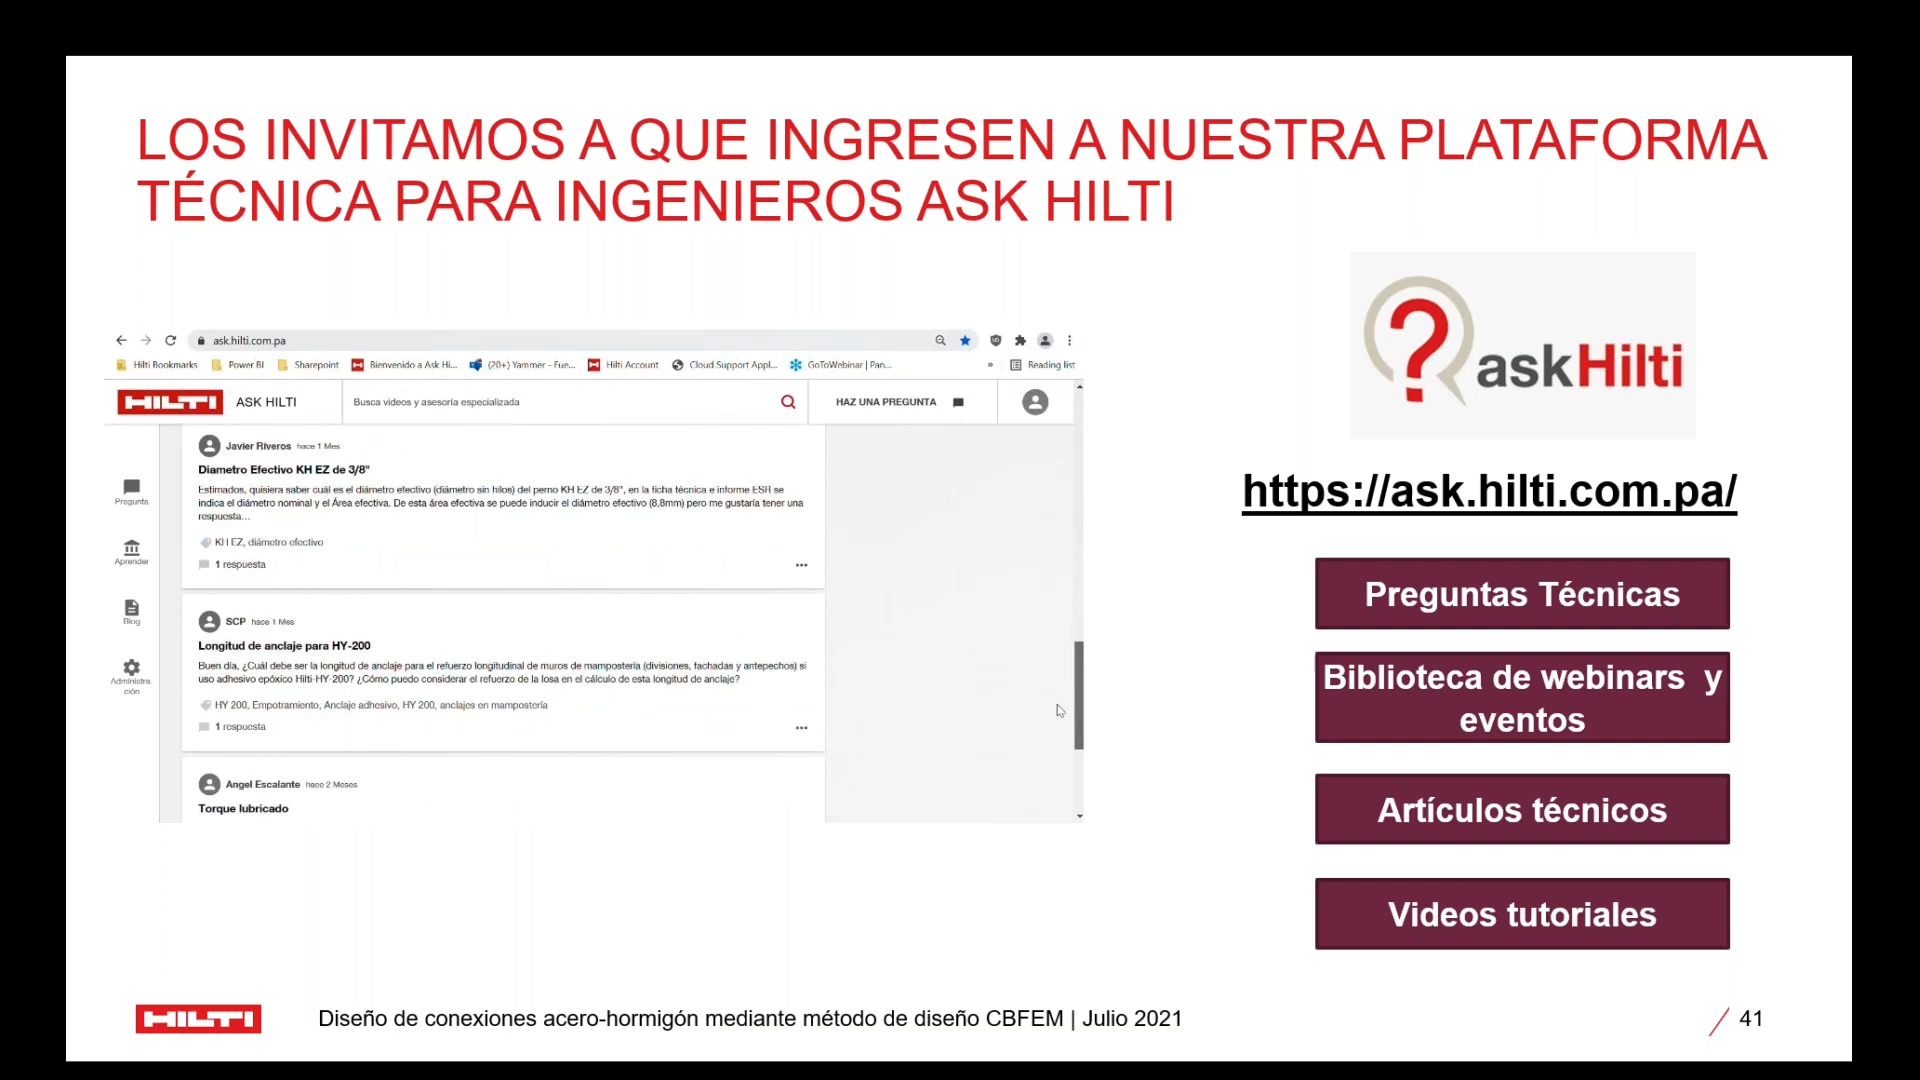 LOS INVITAMOS A QUE INGRESEN A NUESTRA PLATAFORMA
TÉCNICA PARA INGENIEROS ASK HILTI
ask.hilti.com.pa
Hilti Bookmarks Power BI Sharepoint Bienvenido a Ask Hi... (20+) Yammer - Fue... Hilti Account Cloud Support Appl... GoToWebinar | Pan... » Reading list
HILTI ASK HILTI Busca videos y asesoría especializada HAZ UNA PREGUNTA
Pregunta
Aprender
Blog
Administra
ción
Javier Riveros hace 1 Mes
Diametro Efectivo KH EZ de 3/8"
Estimados, quisiera saber cuál es el diámetro efectivo (diámetro sin hilos) del perno KH EZ de 3/8", en la ficha técnica e informe ESR se
indica el diámetro nominal y el Área efectiva. De esta área efectiva se puede inducir el diámetro efectivo (8,8mm) pero me gustaría tener una
respuesta...
KH EZ, diámetro efectivo
1 respuesta
SCP hace 1 Mes
Longitud de anclaje para HY-200
Buen día, ¿Cuál debe ser la longitud de anclaje para el refuerzo longitudinal de muros de mampostería (divisiones, fachadas y antepechos) si
uso adhesivo epóxico Hilti-HY-200? ¿Cómo puedo considerar el refuerzo de la losa en el cálculo de esta longitud de anclaje?
HY 200, Empotramiento, Anclaje adhesivo, HY 200, anclajes en mampostería
1 respuesta
Angel Escalante hace 2 Meses
Torque lubricado
askHilti
https://ask.hilti.com.pa/
Preguntas Técnicas
Biblioteca de webinars y
eventos
Artículos técnicos
Videos tutoriales
HILTI Diseño de conexiones acero-hormigón mediante método de diseño CBFEM | Julio 2021 41